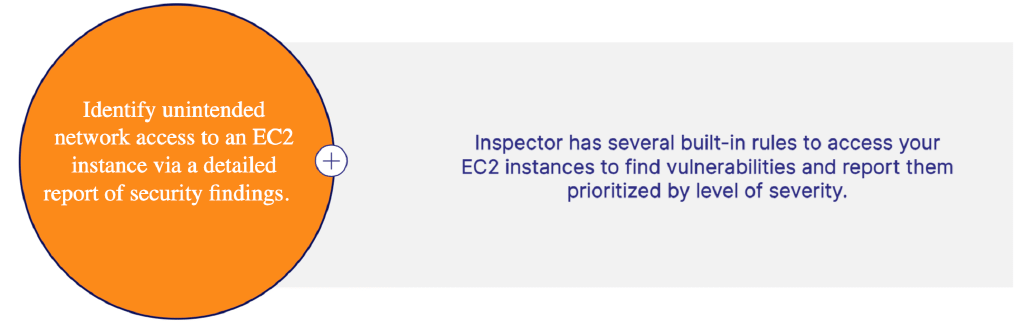 Identify unintended
network access to an EC2
instance via a detailed
report of security findings.
Inspector has several built-in rules to access your
EC2 instances to find vulnerabilities and report them
prioritized by level of severity.